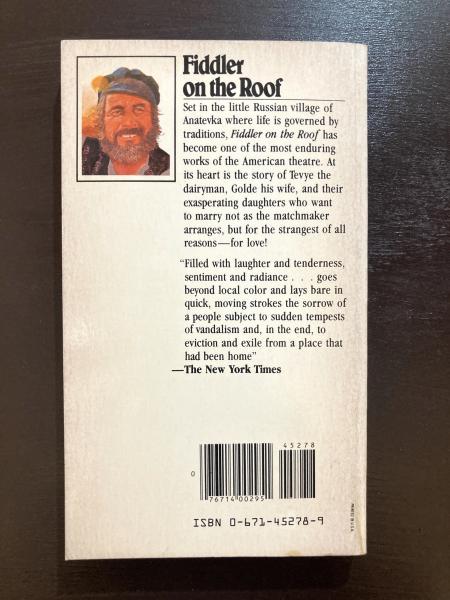 Fiddler
on the Roof
Set in the little Russian village of
Anatevka where life is governed by
traditions, Fiddler on the Roof has
become one of the most enduring
works of the American theatre. At
its heart is the story of Tevye the
dairyman, Golde his wife, and their
exasperating daughters who want
to marry not as the matchmaker
arranges, but for the strangest of all
reasons—for love!
“Filled with laughter and tenderness,
sentiment and radiance . . . goes
beyond local color and lays bare in
quick, moving strokes the sorrow of
a people subject to sudden tempests
of vandalism and, in the end, to
eviction and exile from a place that
had been home”
—The New York Times
45278
0
76714 00295
ISBN 0-671-45278-9
PRINTED IN U.S.A.